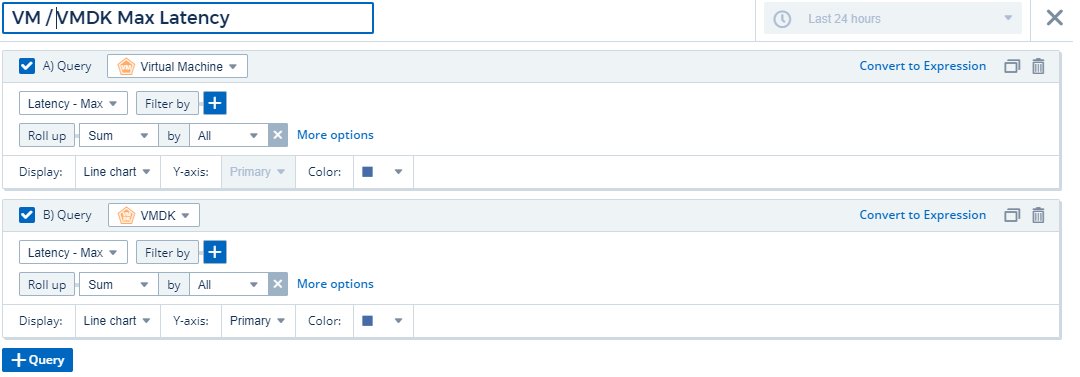 VM / VMDK Max Latency Last 24 hours
A) Query Virtual Machine Convert to Expression
Latency - Max Filter by
Roll up Sum by All More options
Display: Line chart Y-axis: Primary Color:
B) Query VMDK Convert to Expression
Latency - Max Filter by
Roll up Sum by All More options
Display: Line chart Y-axis: Primary Color:
+ Query